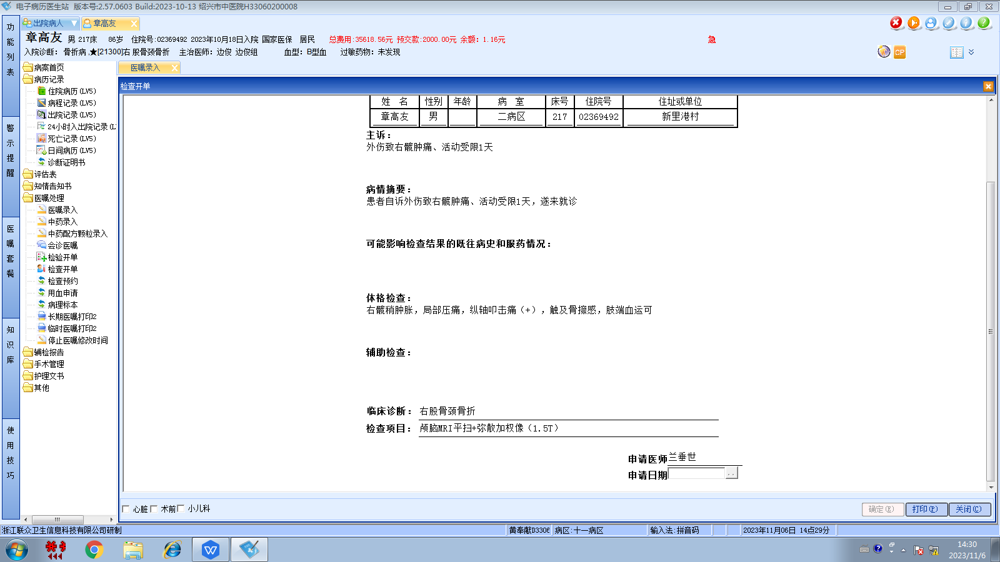 电子病历医生站 版本号:2.57.0603 Build:2023-10-13 绍兴市中医院H33060200008
功能列表
警示提醒
医嘱套餐
知识库
使用技巧
出院病人
章高友
章高友 男 217床 86岁 住院号:02369492 2023年10月18日入院 国家医保 居民 总费用:35618.56元 预交款:2000.00元 余额: 1.16元 急
入院诊断: 骨折病,★[21300]右 股骨颈骨折 主治医师: 边俊 边俊组 血型: B型血 过敏药物: 未发现
CP
病案首页
病历记录
住院病历(LV5)
病程记录(LV5)
出院记录(LV5)
24小时入出院记录(L
死亡记录(LV5)
日间病历(LV5)
诊断证明书
评估表
知情告知书
医嘱处理
医嘱录入
中药录入
中药配方颗粒录入
会诊医嘱
检验开单
检查开单
检查预约
用血申请
病理标本
长期医嘱打印2
临时医嘱打印2
停止医嘱修改时间
辅检报告
手术管理
护理文书
其他
医嘱录入
检查开单
姓 名 性别 年龄 病 室 床号 住院号 住址或单位
章高友 男 二病区 217 02369492 新里港村
主诉:
外伤致右髋肿痛、活动受限1天
病情摘要:
患者自诉外伤致右髋肿痛、活动受限1天, 遂来就诊
可能影响检查结果的既往病史和服药情况:
体格检查:
右髋稍肿胀, 局部压痛, 纵轴叩击痛 (+) , 触及骨擦感, 肢端血运可
辅助检查:
临床诊断: 右股骨颈骨折
检查项目: 颅脑MRI平扫+弥散加权像 (1.5T)
申请医师 兰垂世
申请日期 ..
心脏 术前 小儿科
确定(E) 打印(P) 关闭(C)
浙江联众卫生信息科技有限公司研制 黄奉献D3306 病区:十一病区 输入法:拼音码 2023年11月06日 14点29分
14:30
2023/11/6